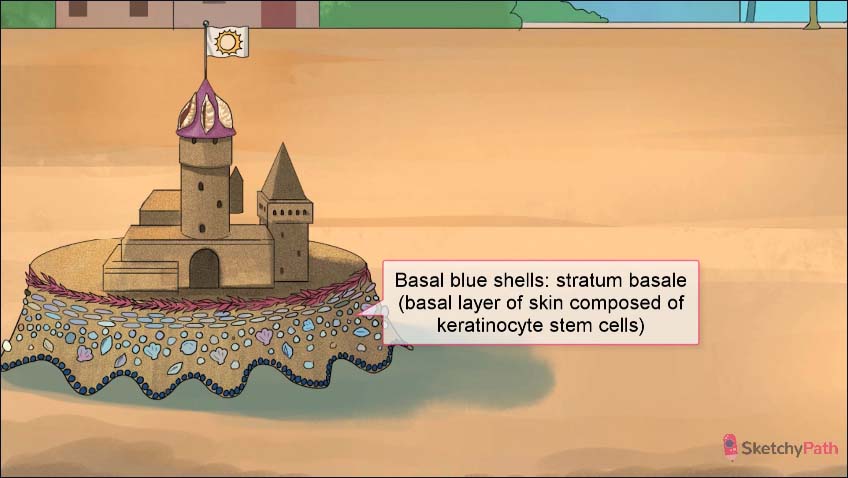 Basal blue shells: stratum basale
(basal layer of skin composed of
keratinocyte stem cells)
SketchyPath